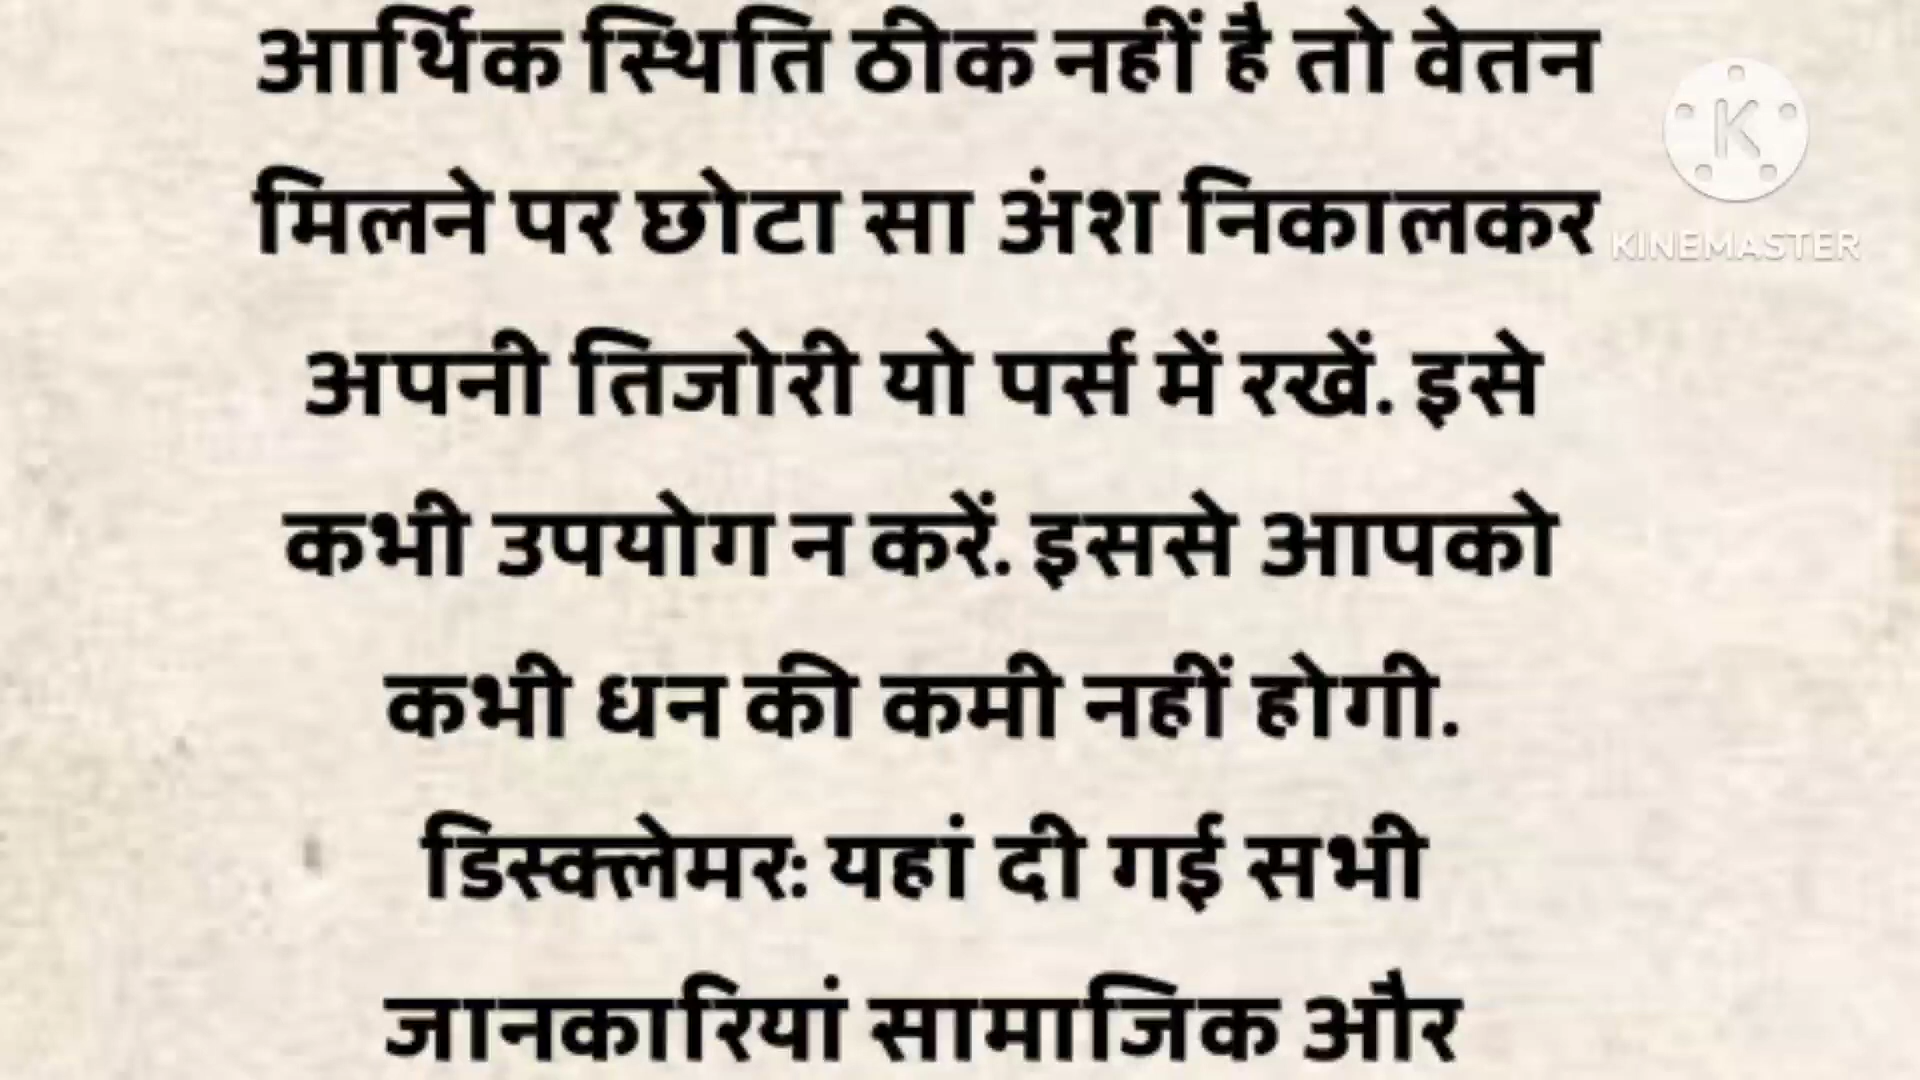 आर्थिक स्थिति ठीक नहीं है तो वेतन
मिलने पर छोटा सा अंश निकालकर
अपनी तिजोरी यो पर्स में रखें. इसे
कभी उपयोग न करें. इससे आपको
कभी धन की कमी नहीं होगी.
डिस्क्लेमर: यहां दी गई सभी
जानकारियां सामाजिक और
K
KINEMASTER